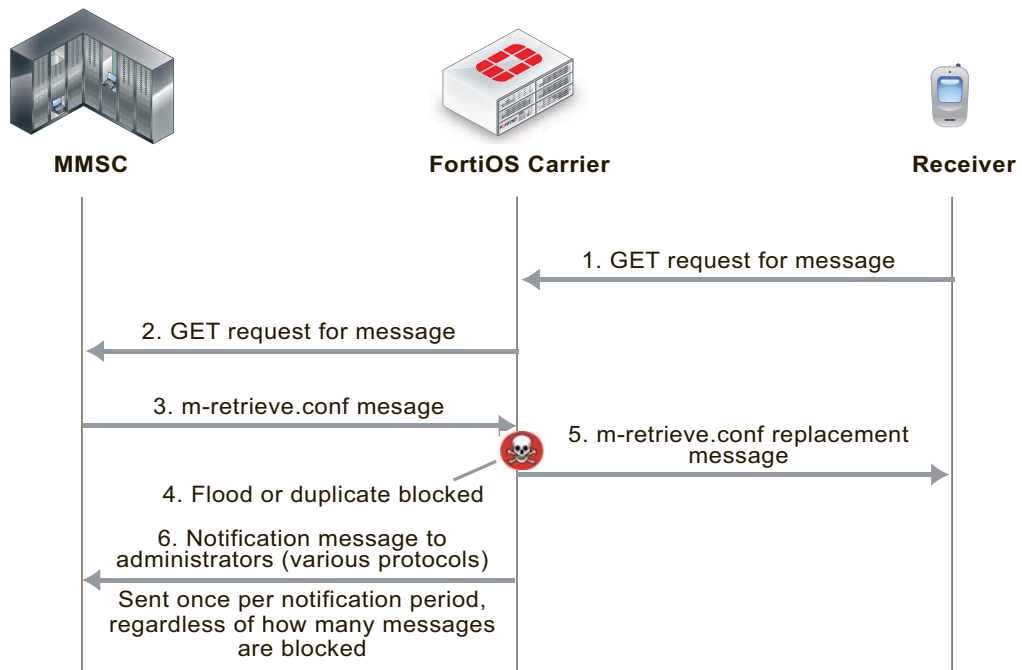 MMSC
FortiOS Carrier
Receiver
1. GET request for message
2. GET request for message
3. m-retrieve.conf mesage
5. m-retrieve.conf replacement
message
4. Flood or duplicate blocked
6. Notification message to
administrators (various protocols)
Sent once per notification period,
regardless of how many messages
are blocked